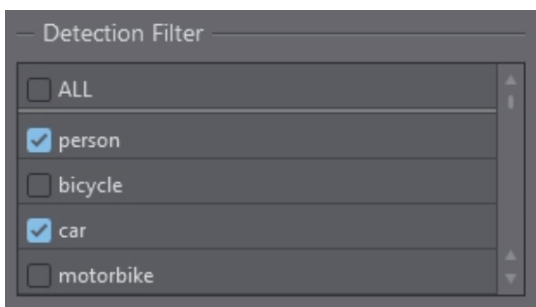 Detection Filter
ALL
person
bicycle
car
motorbike